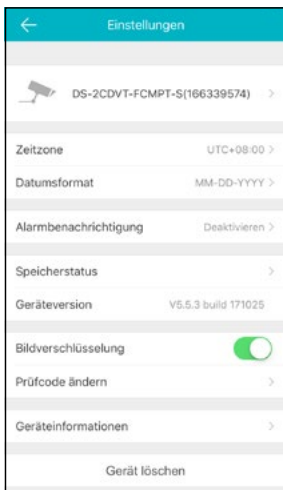 Einstellungen
DS-2CDVT-FCMPT-S(166339574)
Zeitzone UTC+08:00
Datumsformat MM-DD-YYYY
Alarmbenachrichtigung Deaktivieren
Speicherstatus
Geräteversion V5.5.3 build 171025
Bildverschlüsselung
Prüfcode ändern
Geräteinformationen
Gerät löschen